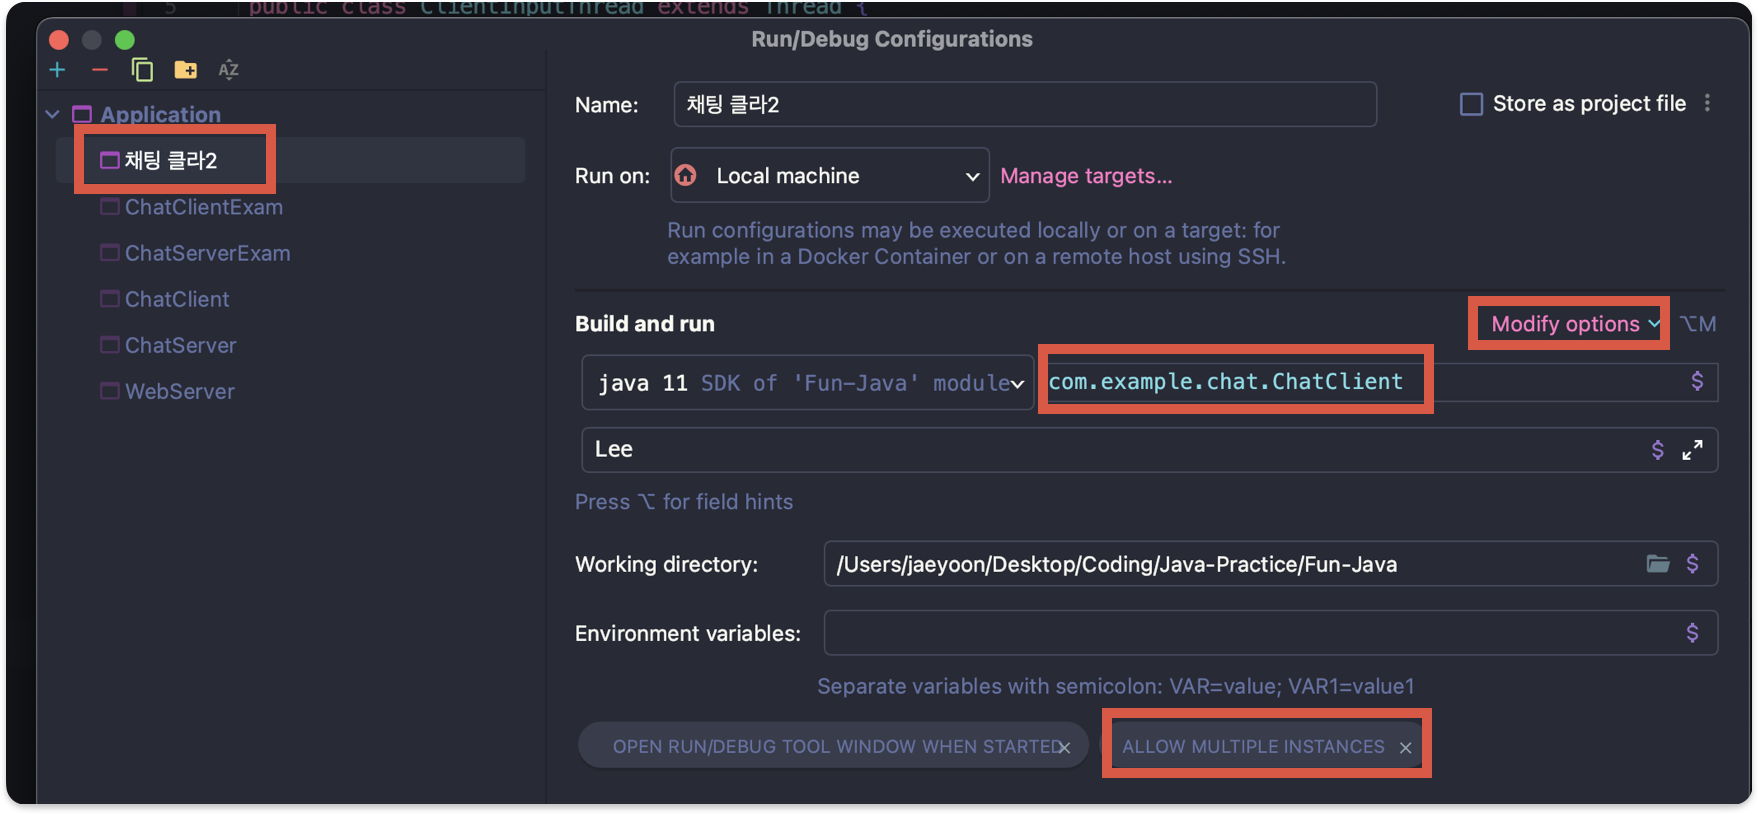 5 public class ClientInputThread extends Thread {
Run/Debug Configurations
AZ
Application
채팅 클라2
ChatClientExam
ChatServerExam
ChatClient
ChatServer
WebServer
Name: 채팅 클라2
Store as project file
Run on: Local machine Manage targets...
Run configurations may be executed locally or on a target: for
example in a Docker Container or on a remote host using SSH.
Build and run Modify options ⌥M
java 11 SDK of 'Fun-Java' module com.example.chat.ChatClient $
Lee $
Press ⌥ for field hints
Working directory: /Users/jaeyoon/Desktop/Coding/Java-Practice/Fun-Java $
Environment variables: $
Separate variables with semicolon: VAR=value; VAR1=value1
OPEN RUN/DEBUG TOOL WINDOW WHEN STARTED × ALLOW MULTIPLE INSTANCES ×